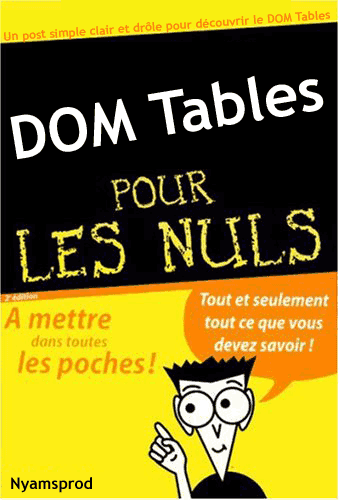 Un post simple clair et drôle pour découvrir le DOM Tables
DOM Tables
POUR
LES NULS
2e édition
A mettre
dans toutes
les poches !
Tout et seulement
tout ce que vous
devez savoir !
Nyamsprod